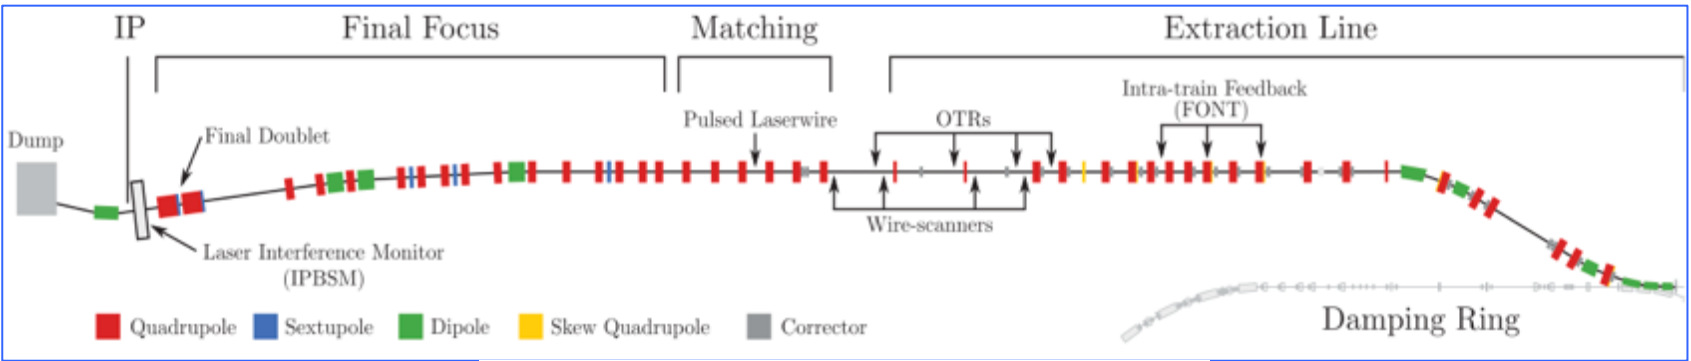 IP
Final Focus
Matching
Extraction Line
Dump
Final Doublet
Pulsed Laserwire
OTRs
Intra-train Feedback
(FONT)
Wire-scanners
Laser Interference Monitor
(IPBSM)
Damping Ring
Quadrupole
Sextupole
Dipole
Skew Quadrupole
Corrector